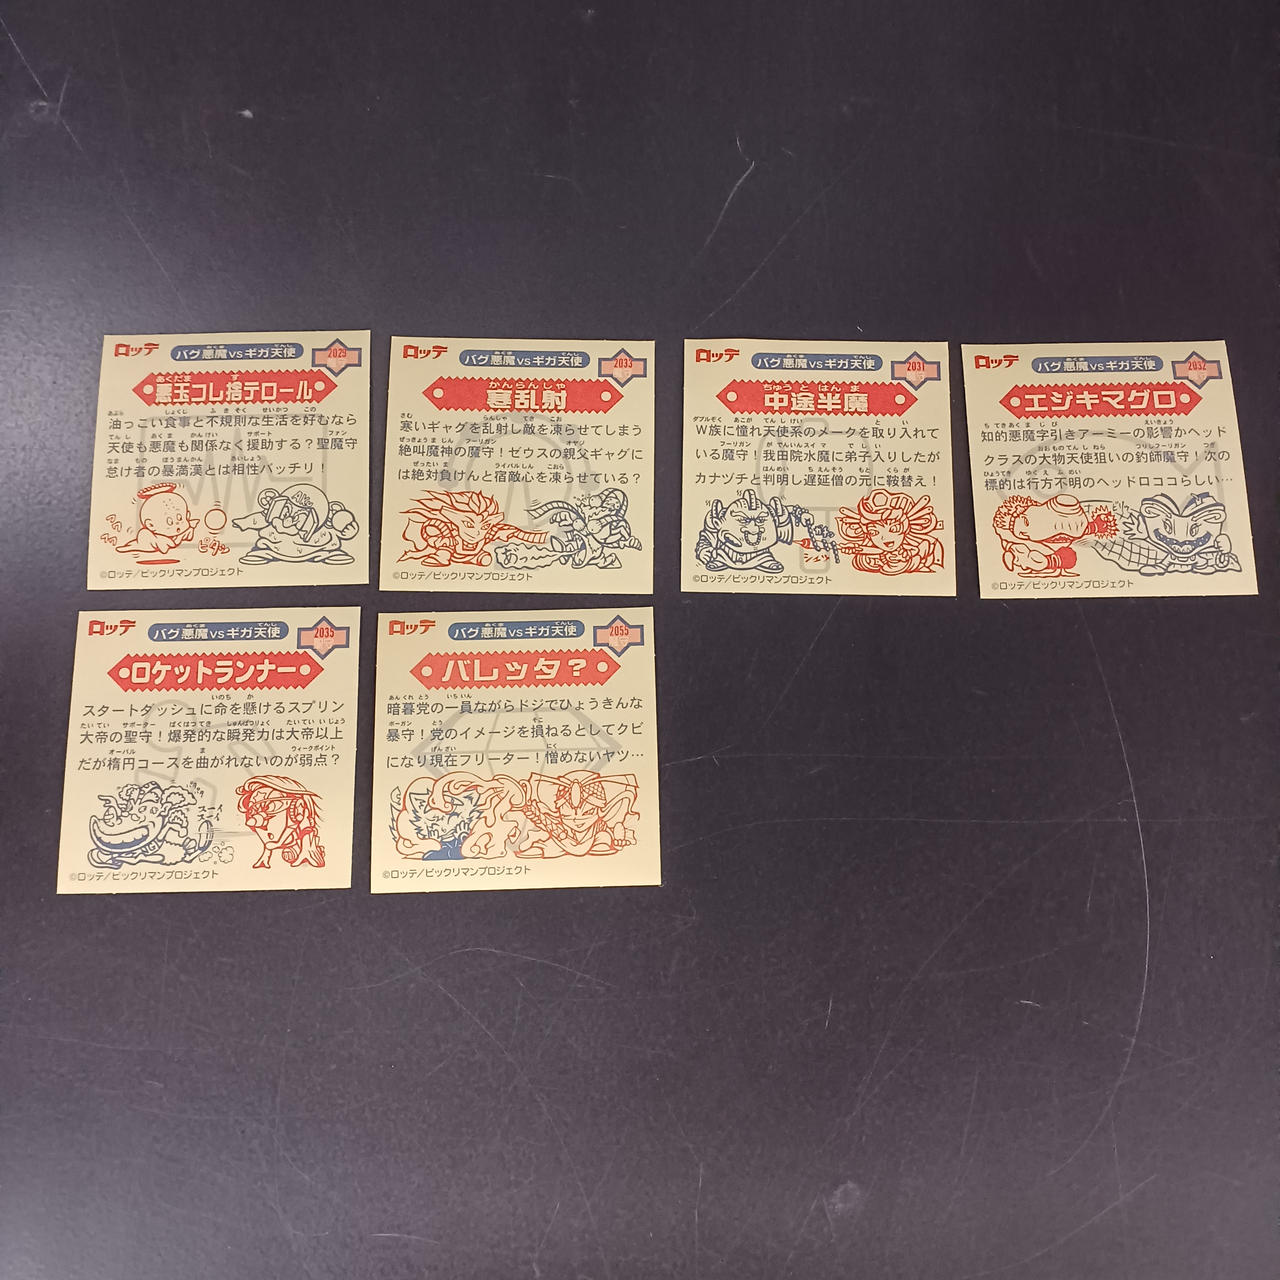 ロッテ
バグ悪魔vsギガ天使
2029
悪玉コレ捨テロール
油っこい食事と不規則な生活を好むなら
天使も悪魔も関係なく援助する？聖魔守
怠け者の暴満漢とは相性バッチリ！
ピタッ
©ロッテ/ビックリマンプロジェクト
ロッテ
バグ悪魔vsギガ天使
2033
寒乱射
寒いギャグを乱射し敵を凍らせてしまう
絶叫魔神の魔守！ゼウスの親父ギャグに
は絶対負けんと宿敵心を凍らせている？
©ロッテ/ビックリマンプロジェクト
ロッテ
バグ悪魔vsギガ天使
2031
中途半魔
W族に憧れ天使系のメークを取り入れて
いる魔守！我田院水魔に弟子入りしたが
カナヅチと判明し遅延僧の元に鞍替え！
©ロッテ/ビックリマンプロジェクト
ロッテ
バグ悪魔vsギガ天使
2032
エジキマグロ
知的悪魔字引きアーミーの影響かヘッド
クラスの大物天使狙いの釣師魔守！次の
標的は行方不明のヘッドロココらしい…
©ロッテ/ビックリマンプロジェクト
ロッテ
バグ悪魔vsギガ天使
2035
ロケットランナー
スタートダッシュに命を懸けるスプリン
大帝の聖守！爆発的な瞬発力は大帝以上
だが楕円コースを曲がれないのが弱点？
©ロッテ/ビックリマンプロジェクト
ロッテ
バグ悪魔vsギガ天使
2055
バレッタ？
暗暮党の一員ながらドジでひょうきんな
暴守！党のイメージを損ねるとしてクビ
になり現在フリーター！憎めないヤツ…
©ロッテ/ビックリマンプロジェクト